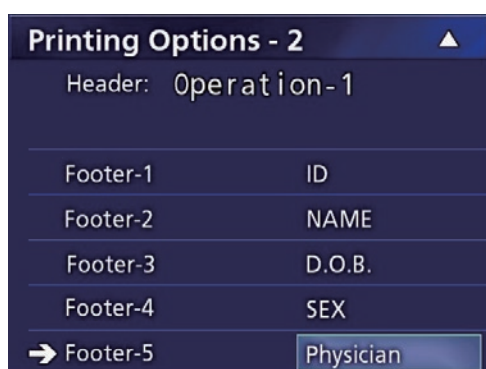 Printing Options - 2
Header: Operation-1
Footer-1 ID
Footer-2 NAME
Footer-3 D.O.B.
Footer-4 SEX
Footer-5 Physician